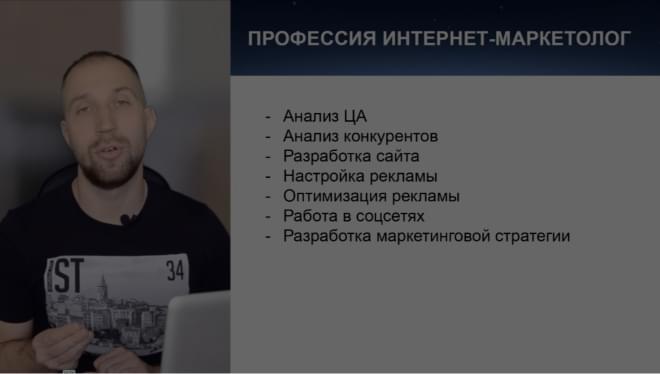 ПРОФЕССИЯ ИНТЕРНЕТ-МАРКЕТОЛОГ
- Анализ ЦА
- Анализ конкурентов
- Разработка сайта
- Настройка рекламы
- Оптимизация рекламы
- Работа в соцсетях
- Разработка маркетинговой стратегии
IST
34